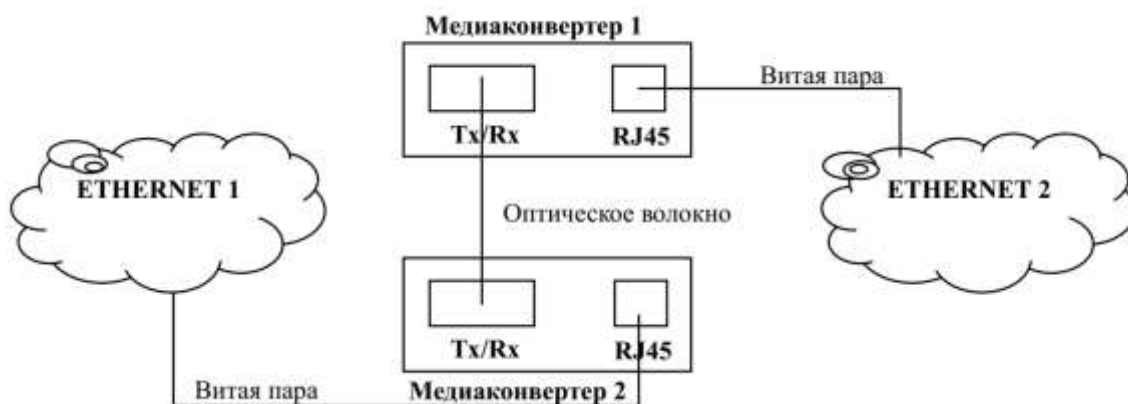 Медиаконвертер 1
Витая пара
Tx/Rx
RJ45
ETHERNET 1
ETHERNET 2
Оптическое волокно
Tx/Rx
RJ45
Витая пара
Медиаконвертер 2